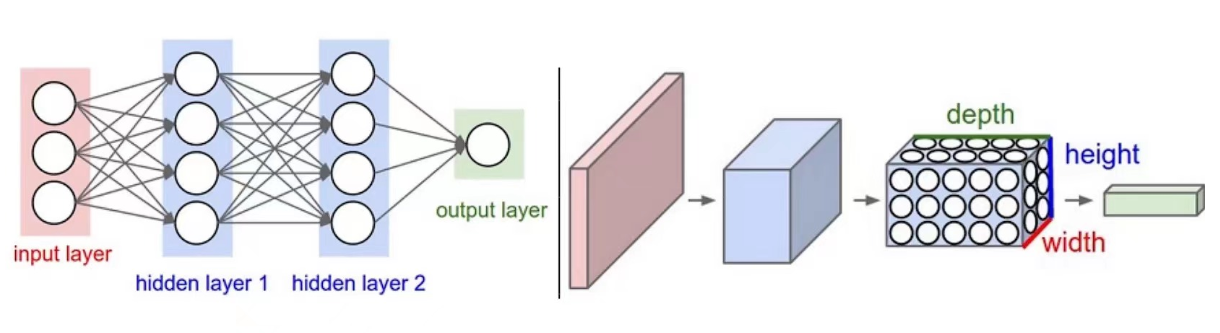 input layer
hidden layer 1
hidden layer 2
output layer
depth
height
width